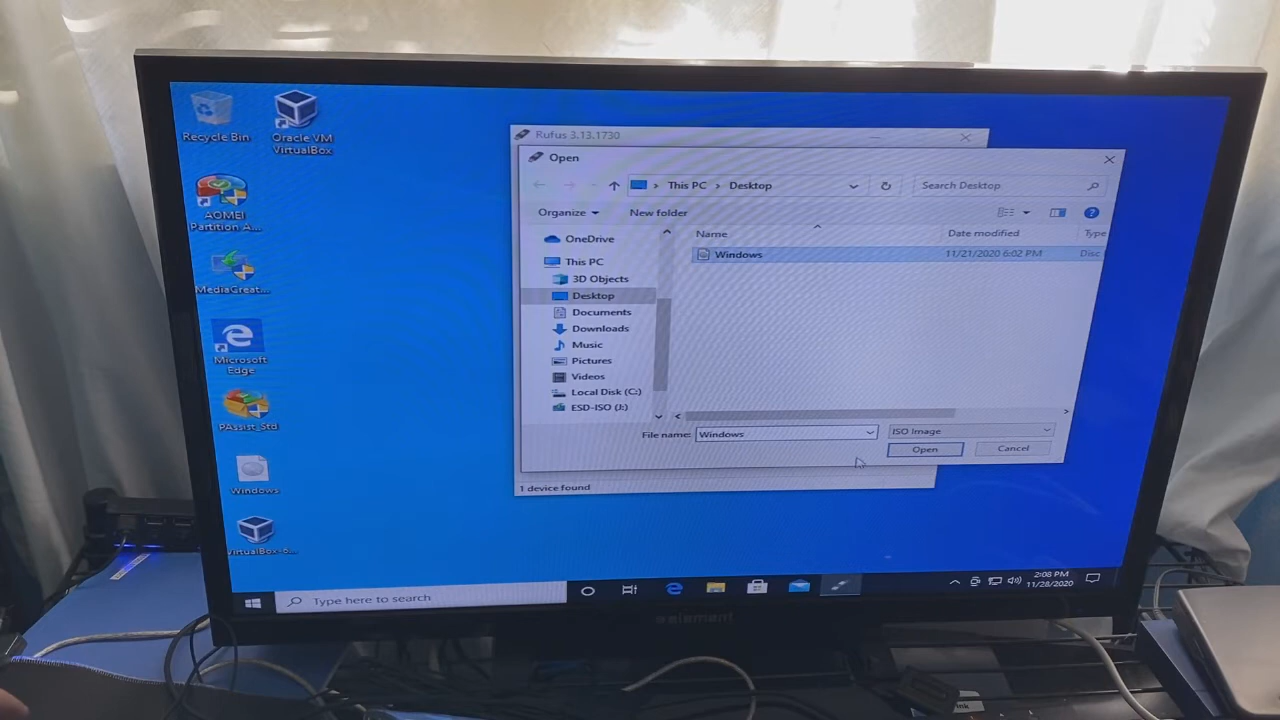 Recycle Bin
Oracle VM
VirtualBox
AOMEI
Partition A...
MediaCreat...
Microsoft
Edge
PAssist_Std
Windows
VirtualBox-6...
Rufus 3.13.1730
Open
This PC > Desktop
Search Desktop
Organize
New folder
?
Name
Date modified
Type
OneDrive
This PC
3D Objects
Desktop
Documents
Downloads
Music
Pictures
Videos
Local Disk (C:)
ESD-ISO (J:)
Windows
11/21/2020 6:02 PM
Disc
File name:
Windows
ISO Image
Open
Cancel
1 device found
Type here to search
2:08 PM
11/28/2020
element